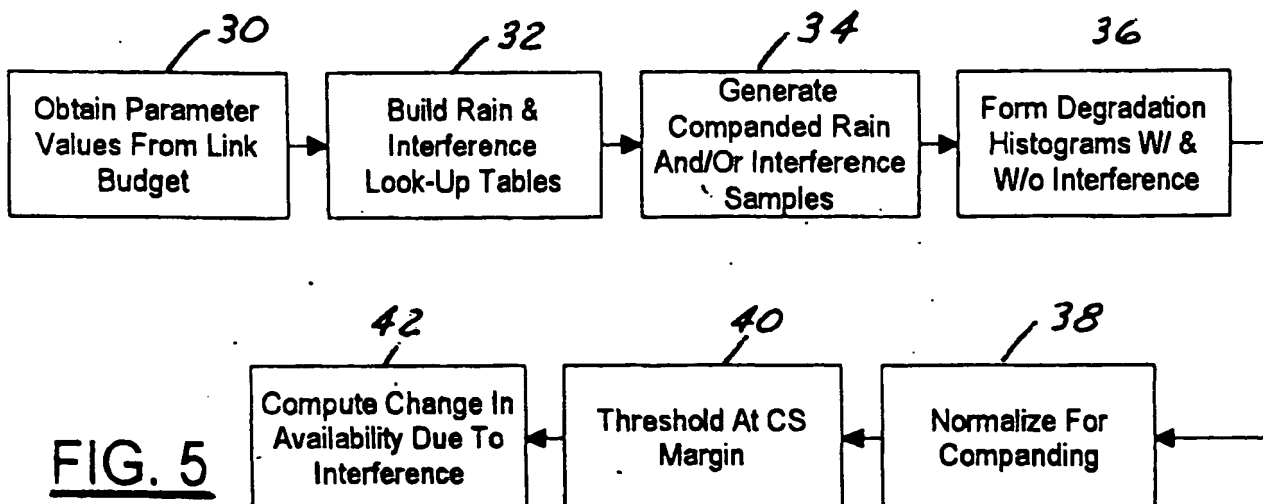 30
Obtain Parameter
Values From Link
Budget
32
Build Rain &
Interference
Look-Up Tables
34
Generate
Companded Rain
And/Or Interference
Samples
36
Form Degradation
Histograms W/ &
W/o Interference
42
Compute Change In
Availability Due To
Interference
40
Threshold At CS
Margin
38
Normalize For
Companding
FIG. 5